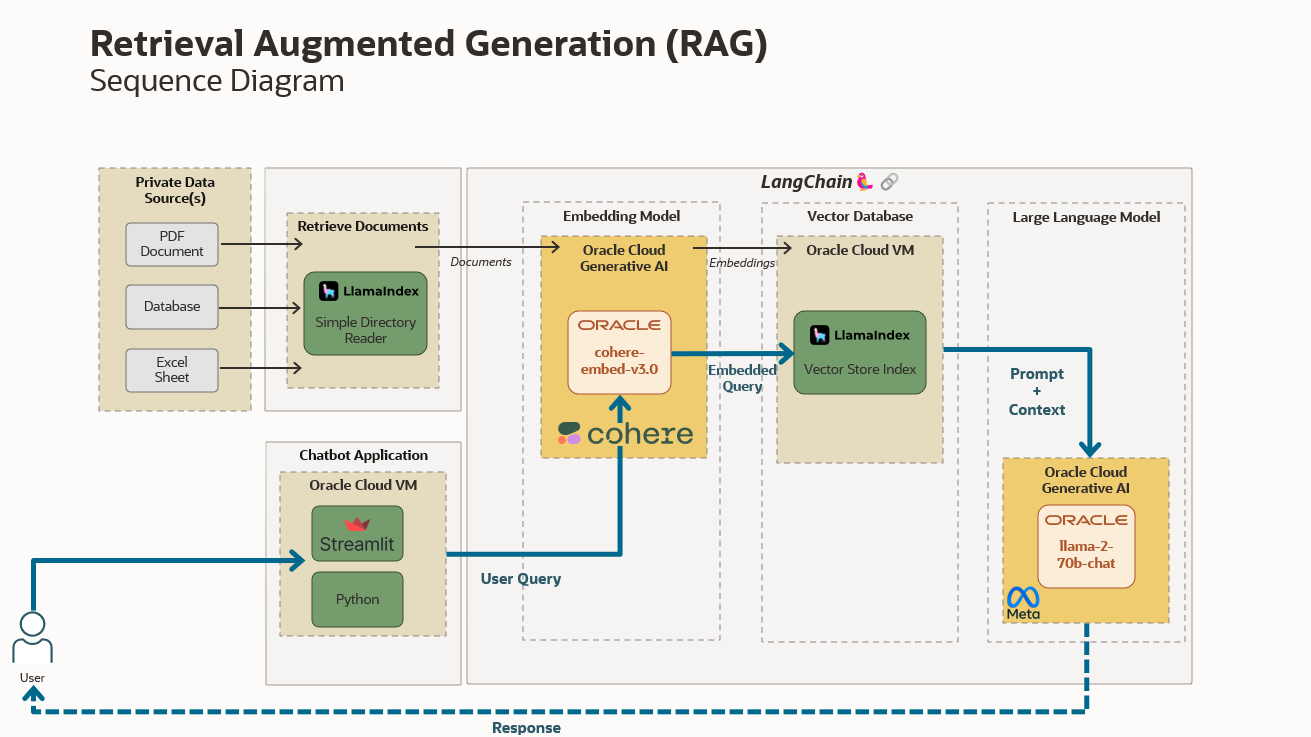 Retrieval Augmented Generation (RAG)
Sequence Diagram
Private Data
Source(s)
PDF
Document
Database
Excel
Sheet
Retrieve Documents
LlamaIndex
Simple Directory
Reader
Documents
LangChain
Embedding Model
Oracle Cloud
Generative AI
ORACLE
cohere-
embed-v3.0
cohere
Embeddings
Embedded
Query
Vector Database
Oracle Cloud VM
LlamaIndex
Vector Store Index
Large Language Model
Prompt
+
Context
Oracle Cloud
Generative AI
ORACLE
llama-2-
70b-chat
Meta
Chatbot Application
Oracle Cloud VM
Streamlit
Python
User Query
User
Response